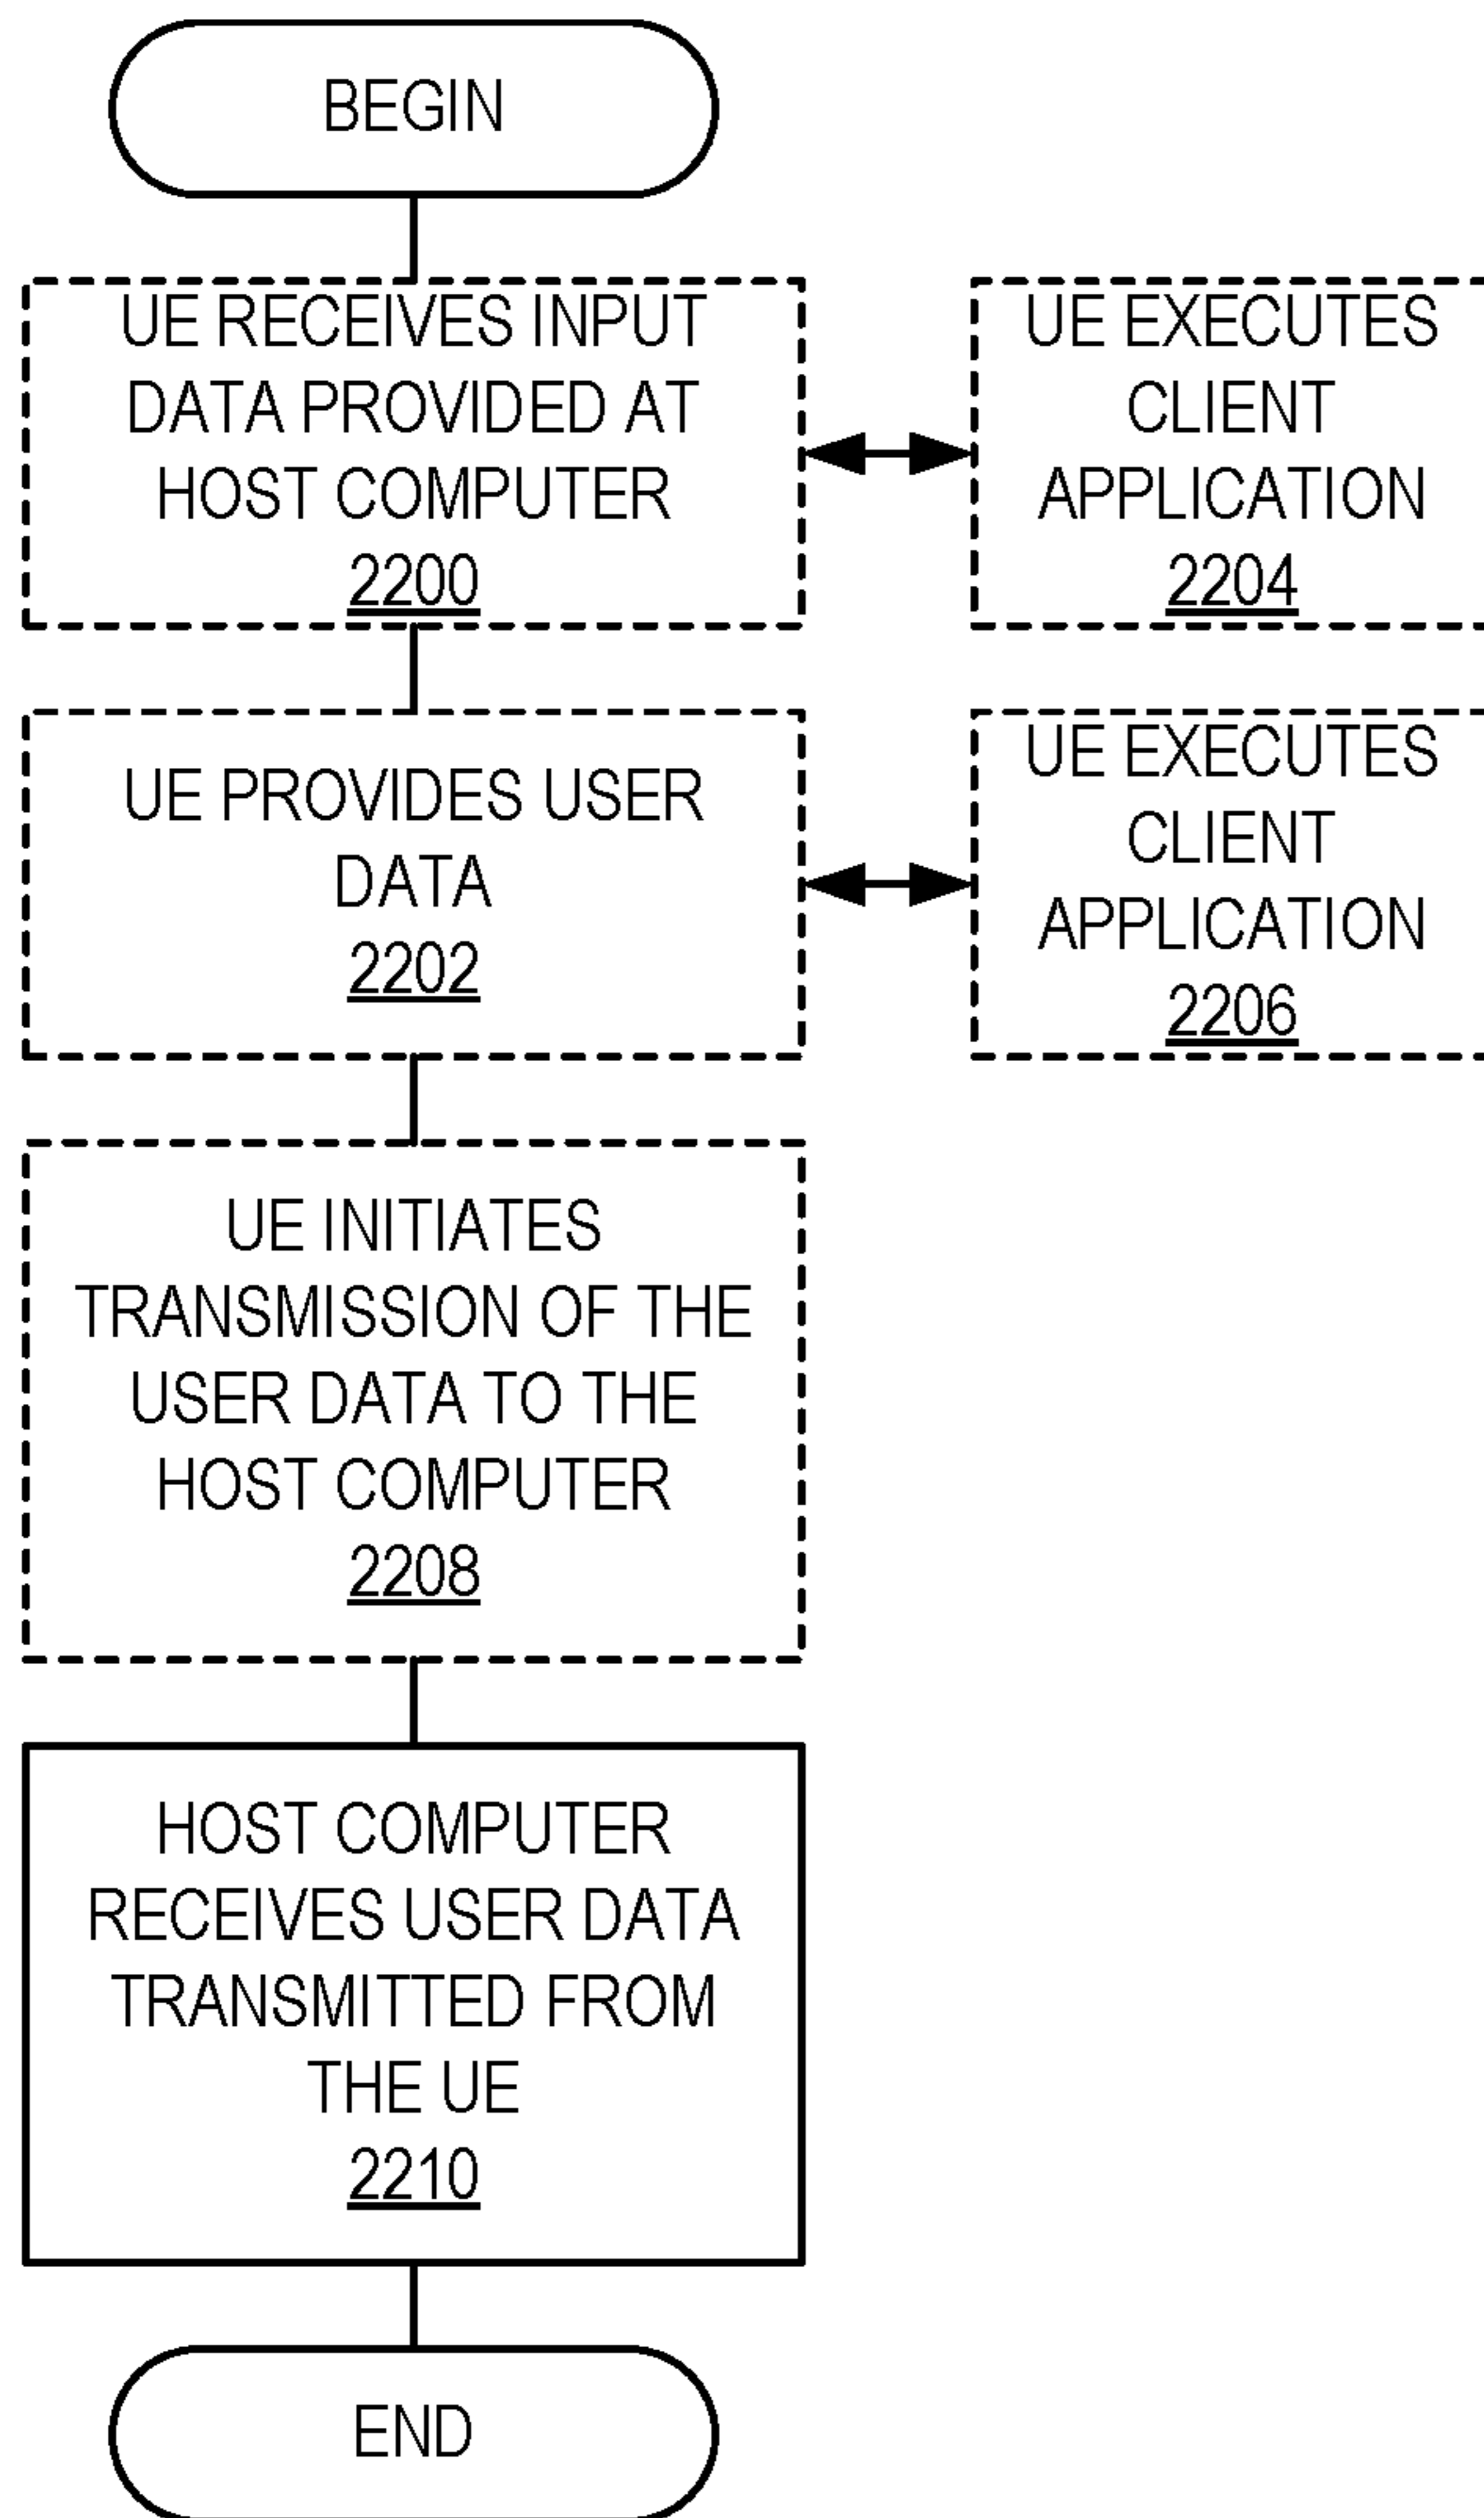 BEGIN
UE RECEIVES INPUT
DATA PROVIDED AT
HOST COMPUTER
2200
UE EXECUTES
CLIENT
APPLICATION
2204
UE PROVIDES USER
DATA
2202
UE EXECUTES
CLIENT
APPLICATION
2206
UE INITIATES
TRANSMISSION OF THE
USER DATA TO THE
HOST COMPUTER
2208
HOST COMPUTER
RECEIVES USER DATA
TRANSMITTED FROM
THE UE
2210
END